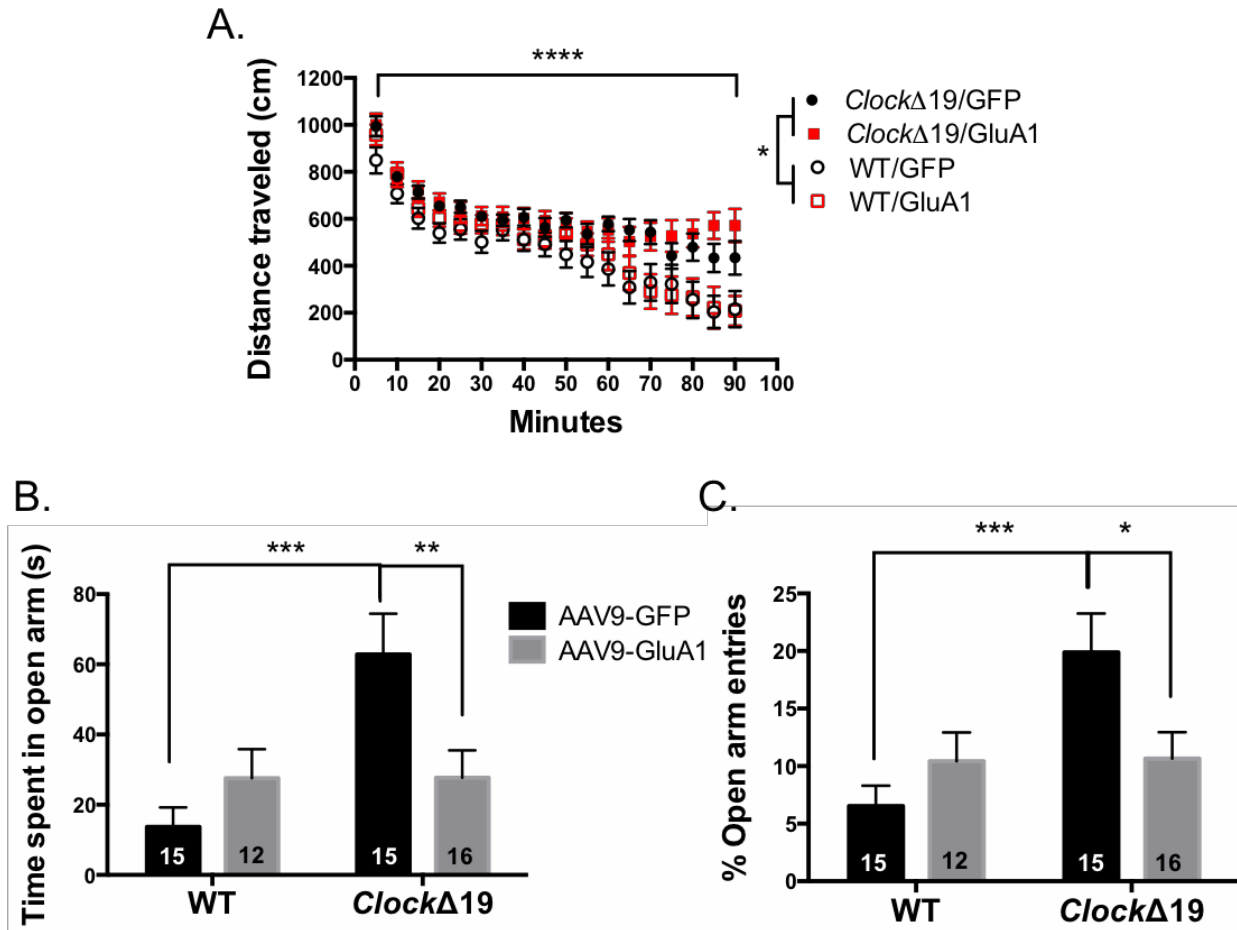 A.
****
Distance traveled (cm)
1200
1000
800
600
400
200
0
0 10 20 30 40 50 60 70 80 90 100
Minutes
ClockΔ19/GFP
ClockΔ19/GluA1
WT/GFP
WT/GluA1
*
B.
Time spent in open arm (s)
80
60
40
20
0
*** **
15 12 15 16
WT ClockΔ19
AAV9-GFP
AAV9-GluA1
C.
% Open arm entries
25
20
15
10
5
0
*** *
15 12 15 16
WT ClockΔ19